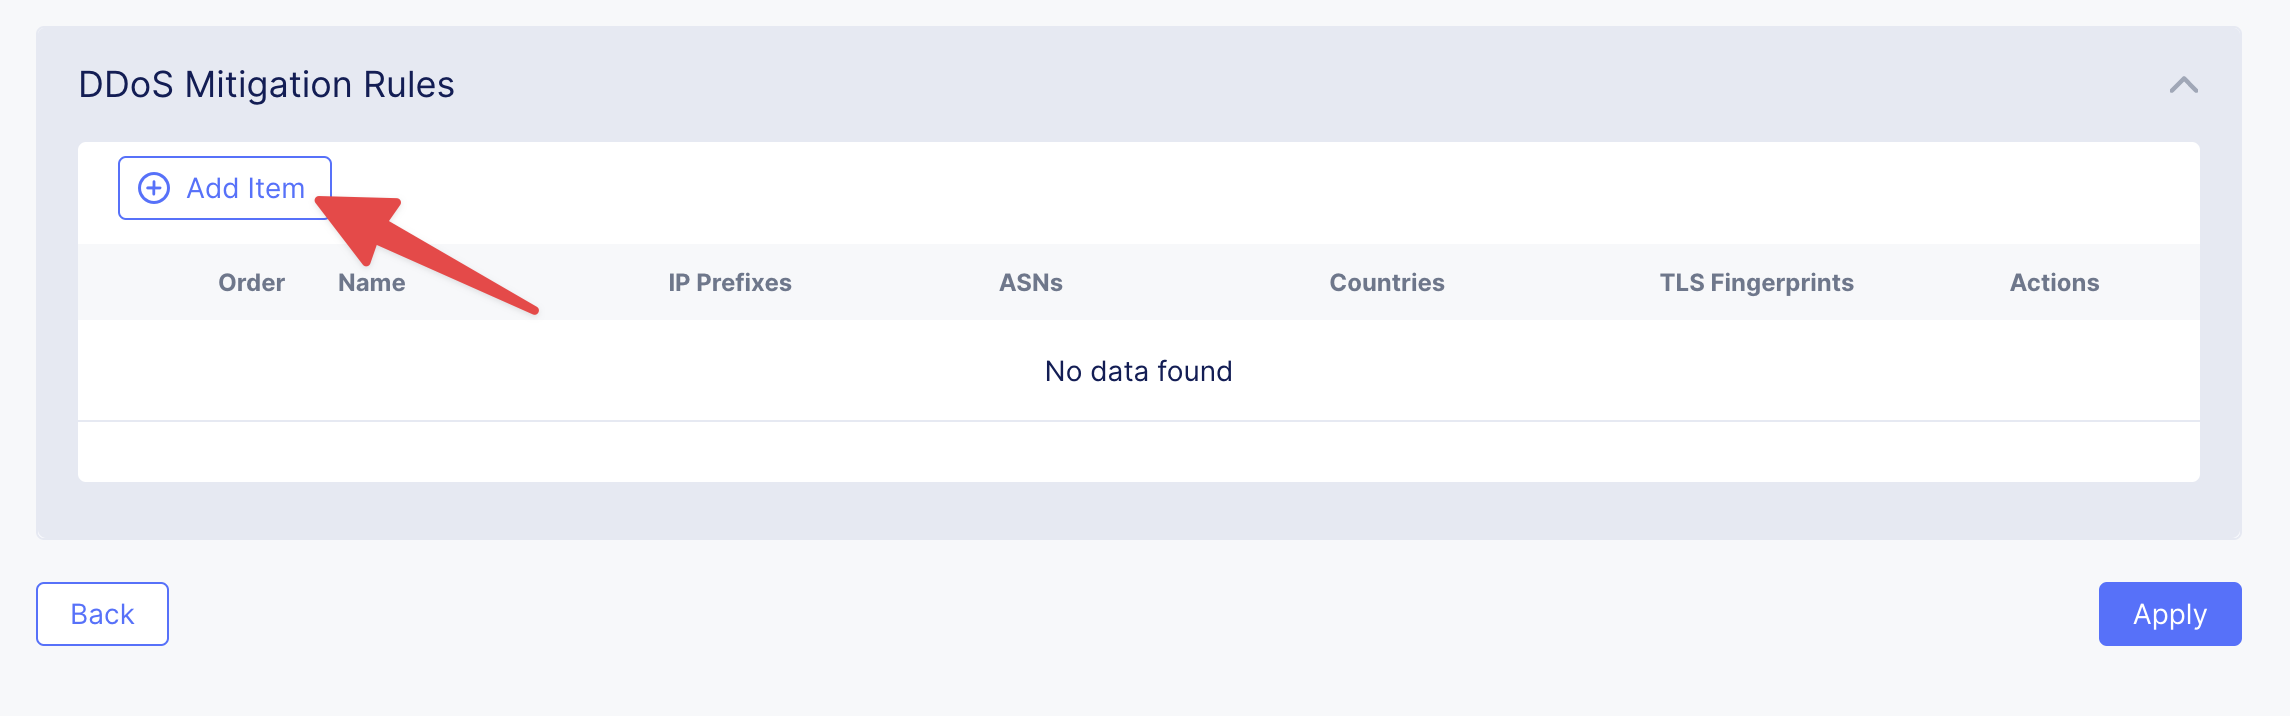 DDoS Mitigation Rules
Add Item
Order Name IP Prefixes ASNs Countries TLS Fingerprints Actions
No data found
Back Apply